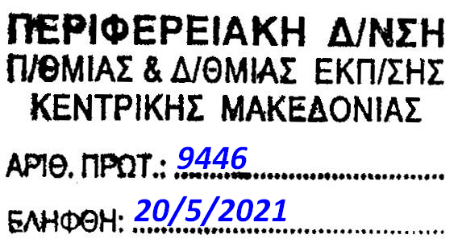 ΠΕΡΙΦΕΡΕΙΑΚΗ Δ/ΝΣΗ
Π/ΘΜΙΑΣ & Δ/ΘΜΙΑΣ ΕΚΠ/ΣΗΣ
ΚΕΝΤΡΙΚΗΣ ΜΑΚΕΔΟΝΙΑΣ
ΑΡΙΘ. ΠΡΩΤ.: 9446
ΕΛΗΦΘΗ: 20/5/2021